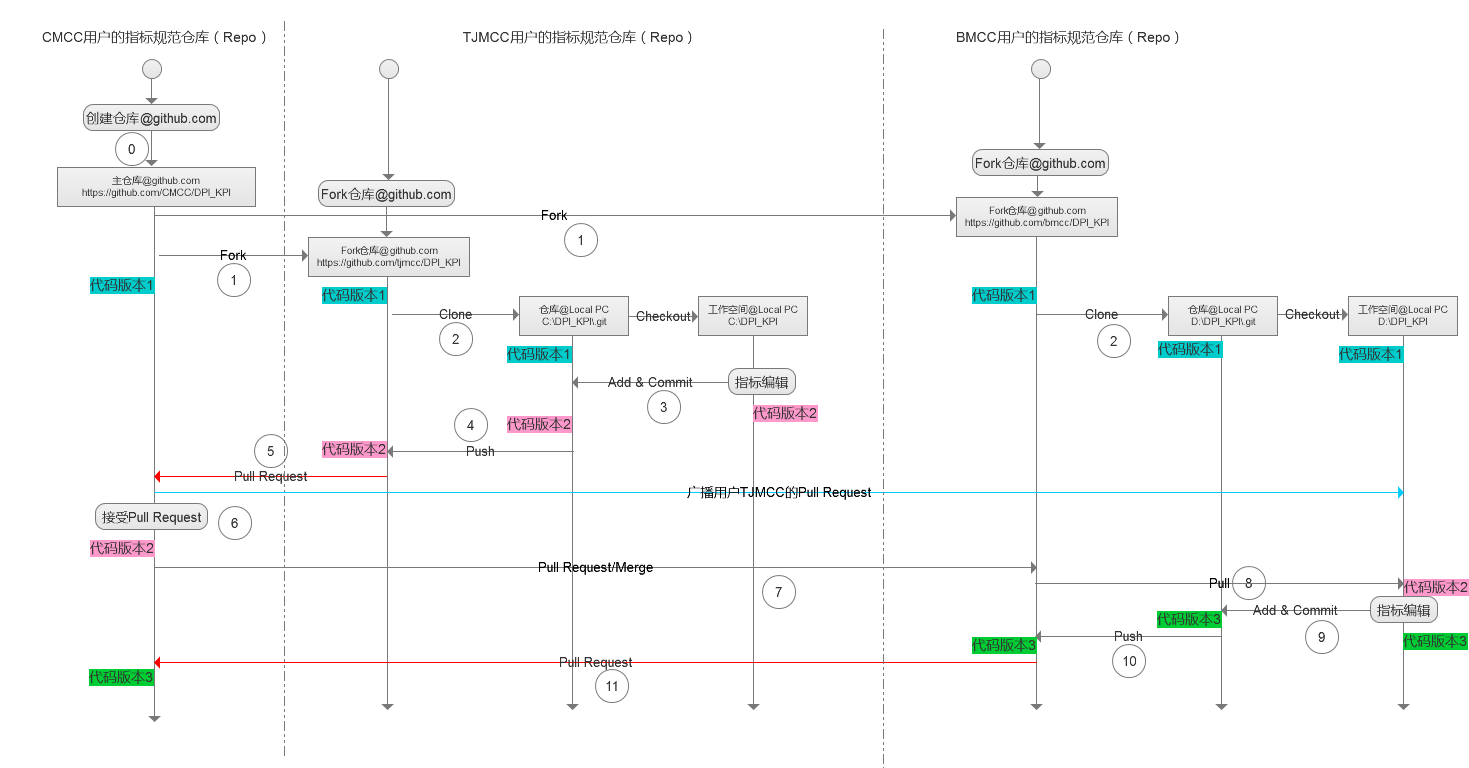 CMCC用户的指标规范仓库（Repo）
TJMCC用户的指标规范仓库（Repo）
BMCC用户的指标规范仓库（Repo）
创建仓库@github.com
0
主仓库@github.com
https://github.com/CMCC/DPI_KPI
Fork仓库@github.com
Fork仓库@github.com
Fork仓库@github.com
https://github.com/bmcc/DPI_KPI
Fork
1
Fork仓库@github.com
https://github.com/tjmcc/DPI_KPI
Fork
1
代码版本1
代码版本1
代码版本1
Clone
2
仓库@Local PC
C:\DPI_KPI\.git
Checkout
工作空间@Local PC
C:\DPI_KPI
Clone
2
仓库@Local PC
D:\DPI_KPI\.git
Checkout
工作空间@Local PC
D:\DPI_KPI
代码版本1
代码版本1
代码版本1
Add & Commit
指标编辑
3
代码版本2
代码版本2
4
代码版本2
Push
5
Pull Request
广播用户TJMCC的Pull Request
接受Pull Request
6
代码版本2
Pull Request/Merge
7
Pull
8
代码版本2
Add & Commit
指标编辑
代码版本3
9
代码版本3
Push
代码版本3
10
Pull Request
代码版本3
11